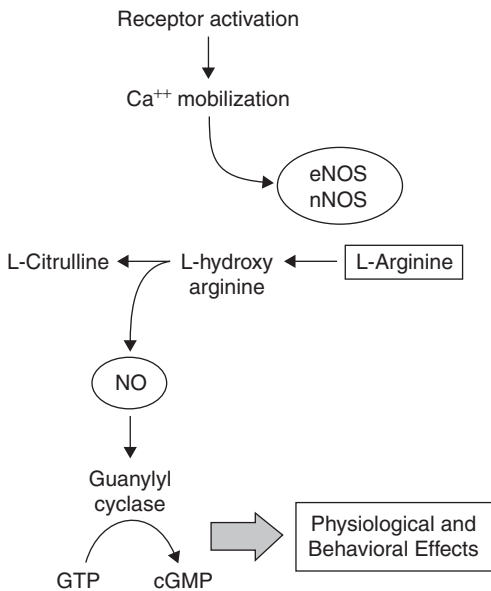 Receptor activation
Ca++ mobilization
eNOS
nNOS
L-Citrulline
L-hydroxy
arginine
L-Arginine
NO
Guanylyl
cyclase
GTP
cGMP
Physiological and
Behavioral Effects